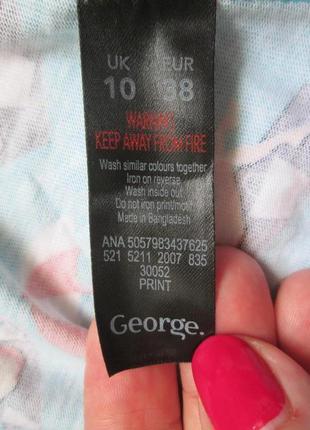 UK EUR
10 38
WARNING
KEEP AWAY FROM FIRE
Wash similar colours together
Iron on reverse
Wash inside out
Do not iron print/motif
Made in Bangladesh
ANA 5057983437625
521 5211 2007 835
30052
PRINT
George.